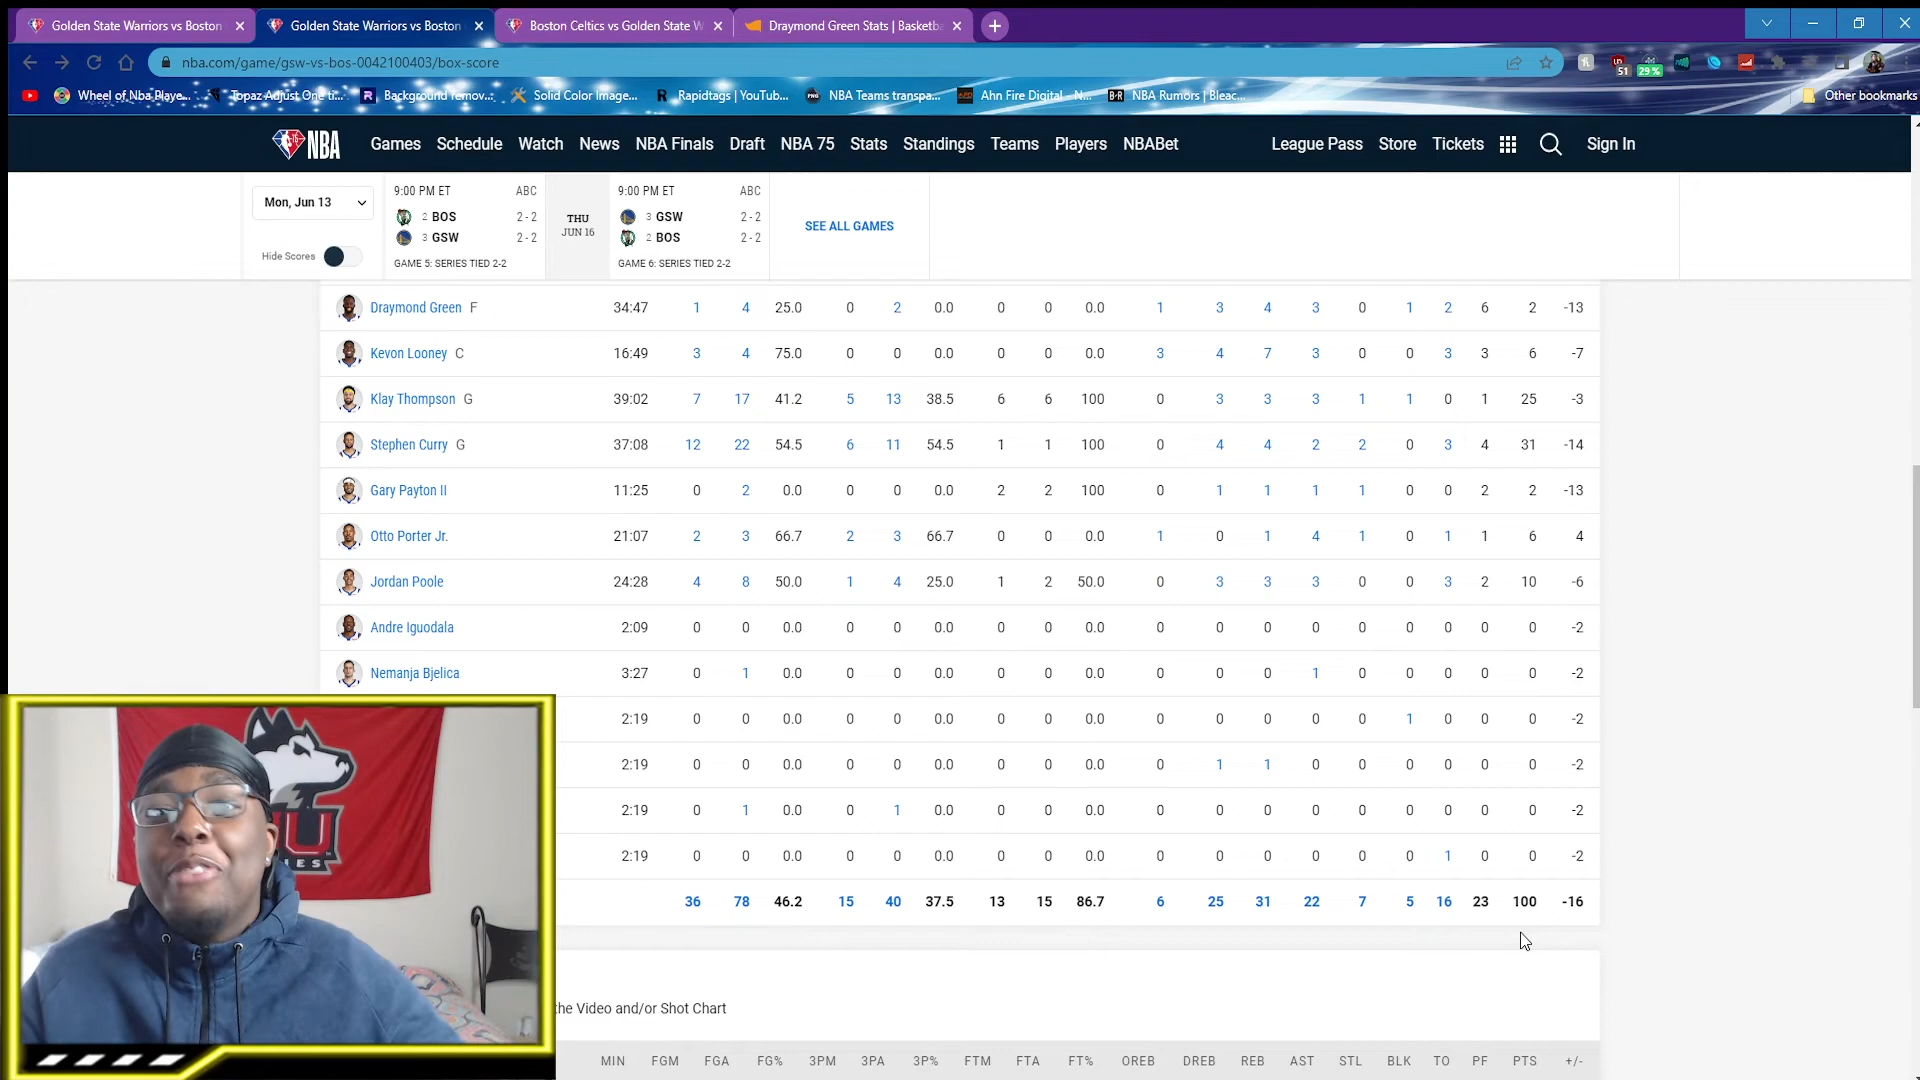 Golden State Warriors vs Boston
Golden State Warriors vs Boston
Boston Celtics vs Golden State W
Draymond Green Stats | Basketba
nba.com/game/gsw-vs-bos-0042100403/box-score
51
29%
Wheel of Nba Playe...
Topaz Adjust One ti...
Background remov...
Solid Color Image...
Rapidtags | YouTub...
NBA Teams transpa...
Ahn Fire Digital - N...
B/R
NBA Rumors | Bleac...
Other bookmarks
NBA
Games Schedule Watch News NBA Finals Draft NBA 75 Stats Standings Teams Players NBABet
League Pass Store Tickets Sign In
Mon, Jun 13
Hide Scores
9:00 PM ET ABC
2 BOS 2-2
3 GSW 2-2
GAME 5: SERIES TIED 2-2
THU
JUN 16
9:00 PM ET ABC
3 GSW 2-2
2 BOS 2-2
GAME 6: SERIES TIED 2-2
SEE ALL GAMES
Draymond Green F 34:47 1 4 25.0 0 2 0.0 0 0 0.0 1 3 4 3 0 1 2 6 2 -13
Kevon Looney C 16:49 3 4 75.0 0 0 0.0 0 0 0.0 3 4 7 3 0 0 3 3 6 -7
Klay Thompson G 39:02 7 17 41.2 5 13 38.5 6 6 100 0 3 3 3 1 1 0 1 25 -3
Stephen Curry G 37:08 12 22 54.5 6 11 54.5 1 1 100 0 4 4 2 2 0 3 4 31 -14
Gary Payton II 11:25 0 2 0.0 0 0 0.0 2 2 100 0 1 1 1 1 0 0 2 2 -13
Otto Porter Jr. 21:07 2 3 66.7 2 3 66.7 0 0 0.0 1 0 1 4 1 0 1 1 6 4
Jordan Poole 24:28 4 8 50.0 1 4 25.0 1 2 50.0 0 3 3 3 0 0 3 2 10 -6
Andre Iguodala 2:09 0 0 0.0 0 0 0.0 0 0 0.0 0 0 0 0 0 0 0 0 0 -2
Nemanja Bjelica 3:27 0 1 0.0 0 0 0.0 0 0 0.0 0 0 0 1 0 0 0 0 0 -2
2:19 0 0 0.0 0 0 0.0 0 0 0.0 0 0 0 0 0 1 0 0 0 -2
2:19 0 0 0.0 0 0 0.0 0 0 0.0 0 1 1 0 0 0 0 0 0 -2
2:19 0 1 0.0 0 1 0.0 0 0 0.0 0 0 0 0 0 0 0 0 0 -2
2:19 0 0 0.0 0 0 0.0 0 0 0.0 0 0 0 0 0 0 1 0 0 -2
36 78 46.2 15 40 37.5 13 15 86.7 6 25 31 22 7 5 16 23 100 -16
the Video and/or Shot Chart
MIN FGM FGA FG% 3PM 3PA 3P% FTM FTA FT% OREB DREB REB AST STL BLK TO PF PTS +/-